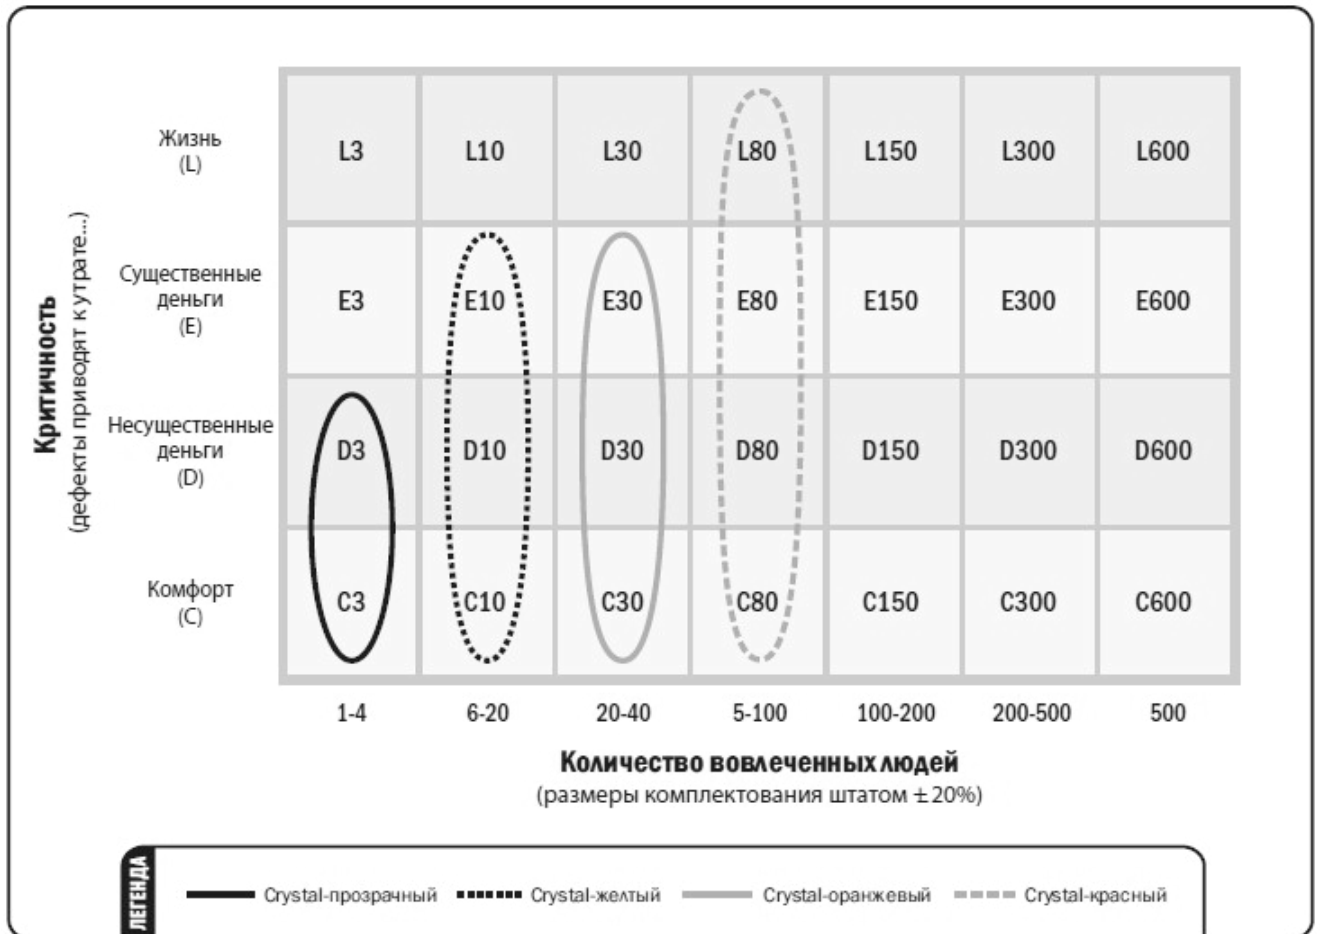 Жизнь
(L)
L3 L10 L30 L80 L150 L300 L600
Критичность
(дефекты приводят к утрате...)
Существенные
деньги
(E)
E3 E10 E30 E80 E150 E300 E600
Несущественные
деньги
(D)
D3 D10 D30 D80 D150 D300 D600
Комфорт
(C)
C3 C10 C30 C80 C150 C300 C600
1-4 6-20 20-40 5-100 100-200 200-500 500
Количество вовлеченных людей
(размеры комплектования штатом ±20%)
ЛЕГЕНДА
Crystal-прозрачный Crystal-желтый Crystal-оранжевый Crystal-красный